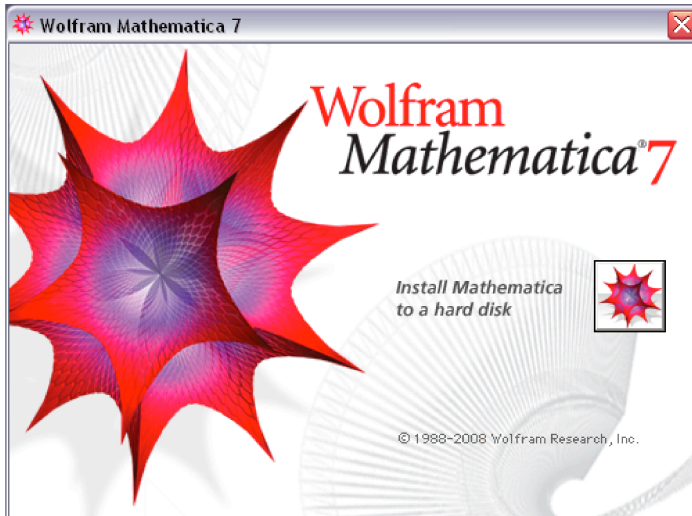 Wolfram Mathematica 7
Wolfram
Mathematica®7
Install Mathematica
to a hard disk
© 1988-2008 Wolfram Research, Inc.